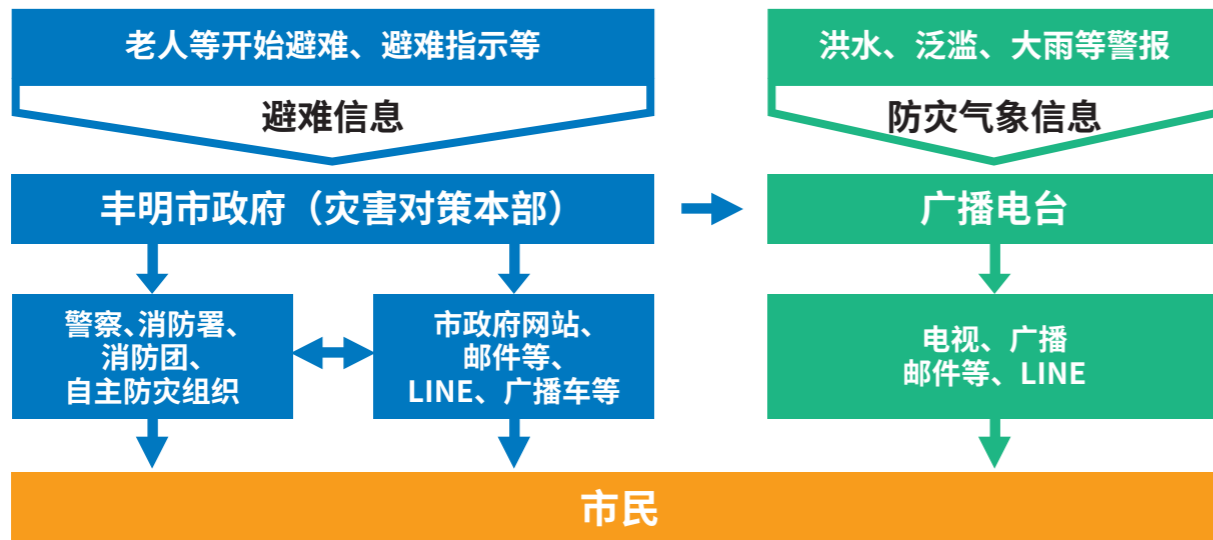 老人等开始避难、避难指示等
避难信息
洪水、泛滥、大雨等警报
防灾气象信息
丰明市政府（灾害对策本部）
广播电台
警察、消防署、
消防团、
自主防灾组织
市政府网站、
邮件等、
LINE、广播车等
电视、广播
邮件等、LINE
市民